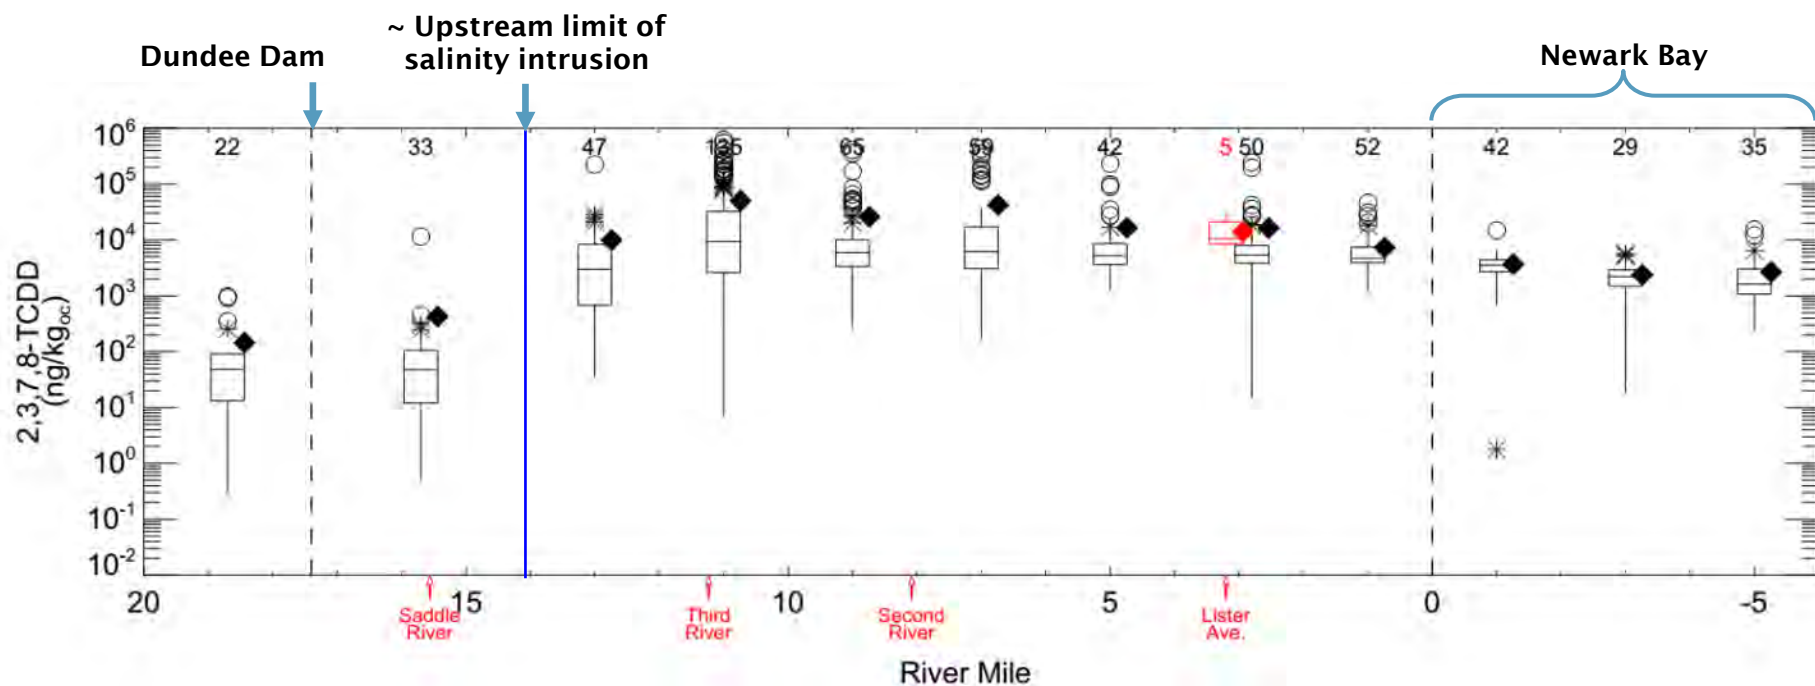 ~ Upstream limit of
salinity intrusion
Dundee Dam
Newark Bay
2,3,7,8-TCDD
(ng/kgoc)
10^6
10^5
10^4
10^3
10^2
10^1
10^0
10^-1
10^-2
22 33 47 65 59 42 5 50 52 42 29 35
20 15 10 5 0 -5
Saddle
River
Third
River
Second
River
Lister
Ave.
River Mile